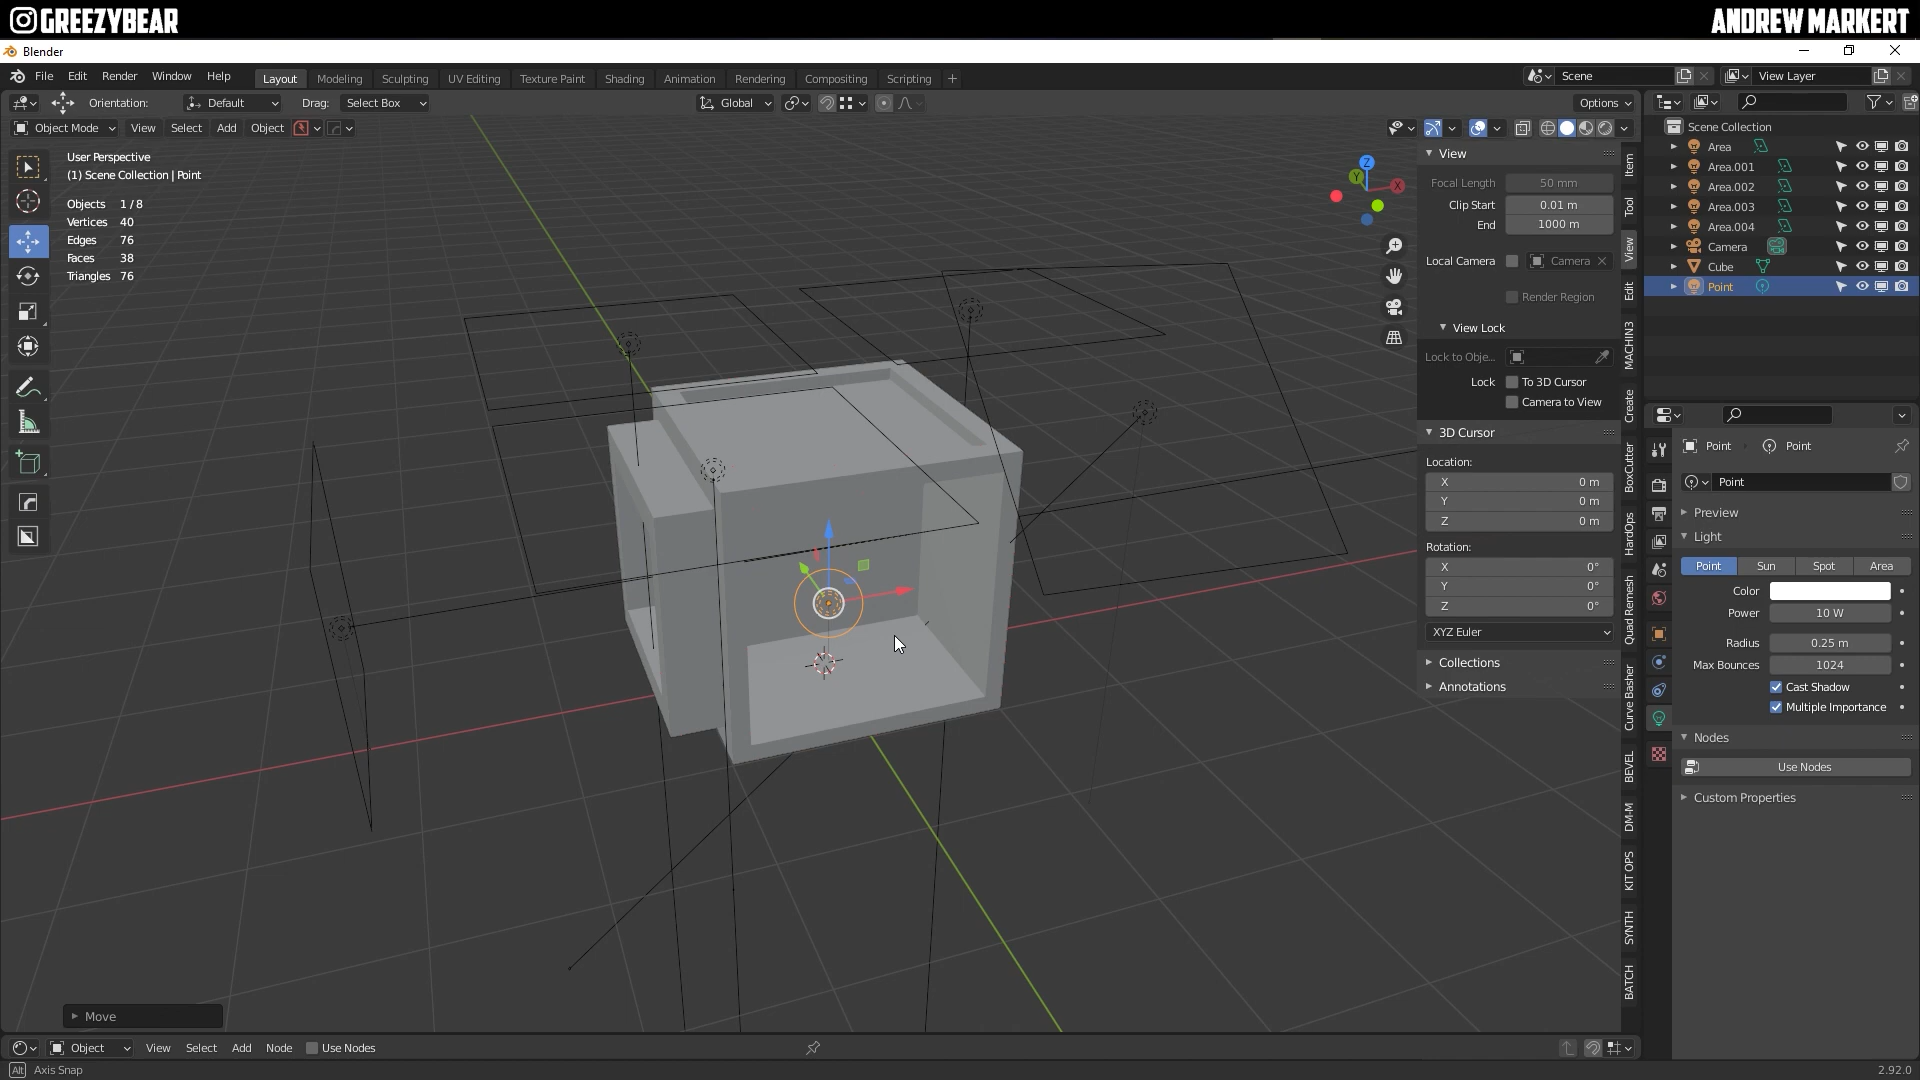 GREEZYBEAR
ANDREW MARKERT
Blender
File Edit Render Window Help Layout Modeling Sculpting UV Editing Texture Paint Shading Animation Rendering Compositing Scripting + Scene View Layer
Orientation: Default Drag: Select Box Global Options
Object Mode View Select Add Object
User Perspective
(1) Scene Collection | Point
Objects 1 / 8
Vertices 40
Edges 76
Faces 38
Triangles 76
Z
Y
X
View
Focal Length 50 mm
Clip Start 0.01 m
End 1000 m
Local Camera Camera
Render Region
View Lock
Lock to Obje...
Lock To 3D Cursor
Camera to View
3D Cursor
Location:
X 0 m
Y 0 m
Z 0 m
Rotation:
X 0°
Y 0°
Z 0°
XYZ Euler
Collections
Annotations
Item
Tool
View
Edit
MACHIN3
Create
BoxCutter
HardOps
Quad Remesh
Curve Basher
BEVEL
DM-M
KIT OPS
SYNTH
BATCH
Scene Collection
Area
Area.001
Area.002
Area.003
Area.004
Camera
Cube
Point
Point Point
Point
Preview
Light
Point Sun Spot Area
Color
Power 10 W
Radius 0.25 m
Max Bounces 1024
Cast Shadow
Multiple Importance
Nodes
Use Nodes
Custom Properties
Move
Object View Select Add Node Use Nodes
Alt Axis Snap
2.92.0